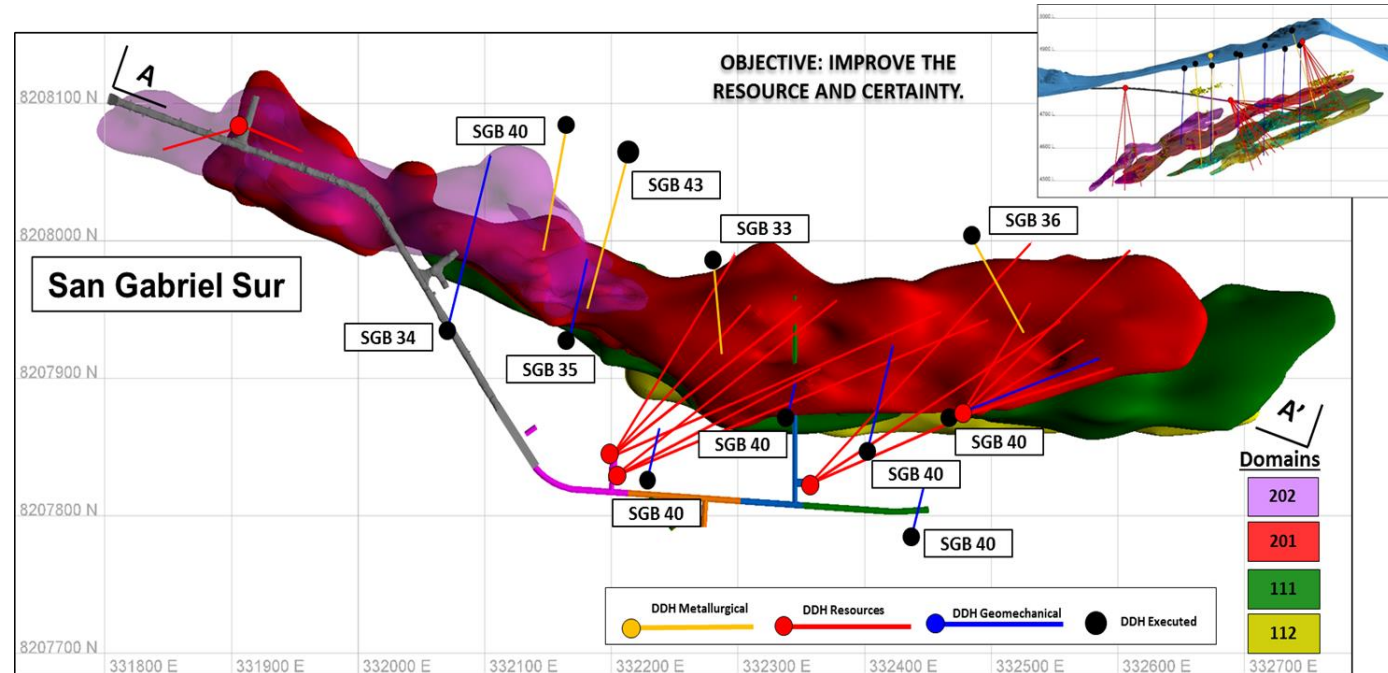 OBJECTIVE: IMPROVE THE
RESOURCE AND CERTAINTY.
A
8208100 N
SGB 40
SGB 43
8208000 N
SGB 33
SGB 36
San Gabriel Sur
SGB 34
SGB 35
8207900 N
SGB 40
SGB 40
SGB 40
A'
Domains
202
SGB 40
8207800 N
SGB 40
201
111
112
DDH Metallurgical
DDH Resources
DDH Geomechanical
DDH Executed
8207700 N
331800 E
331900 E
332000 E
332100 E
332200 E
332300 E
332400 E
332500 E
332600 E
332700 E